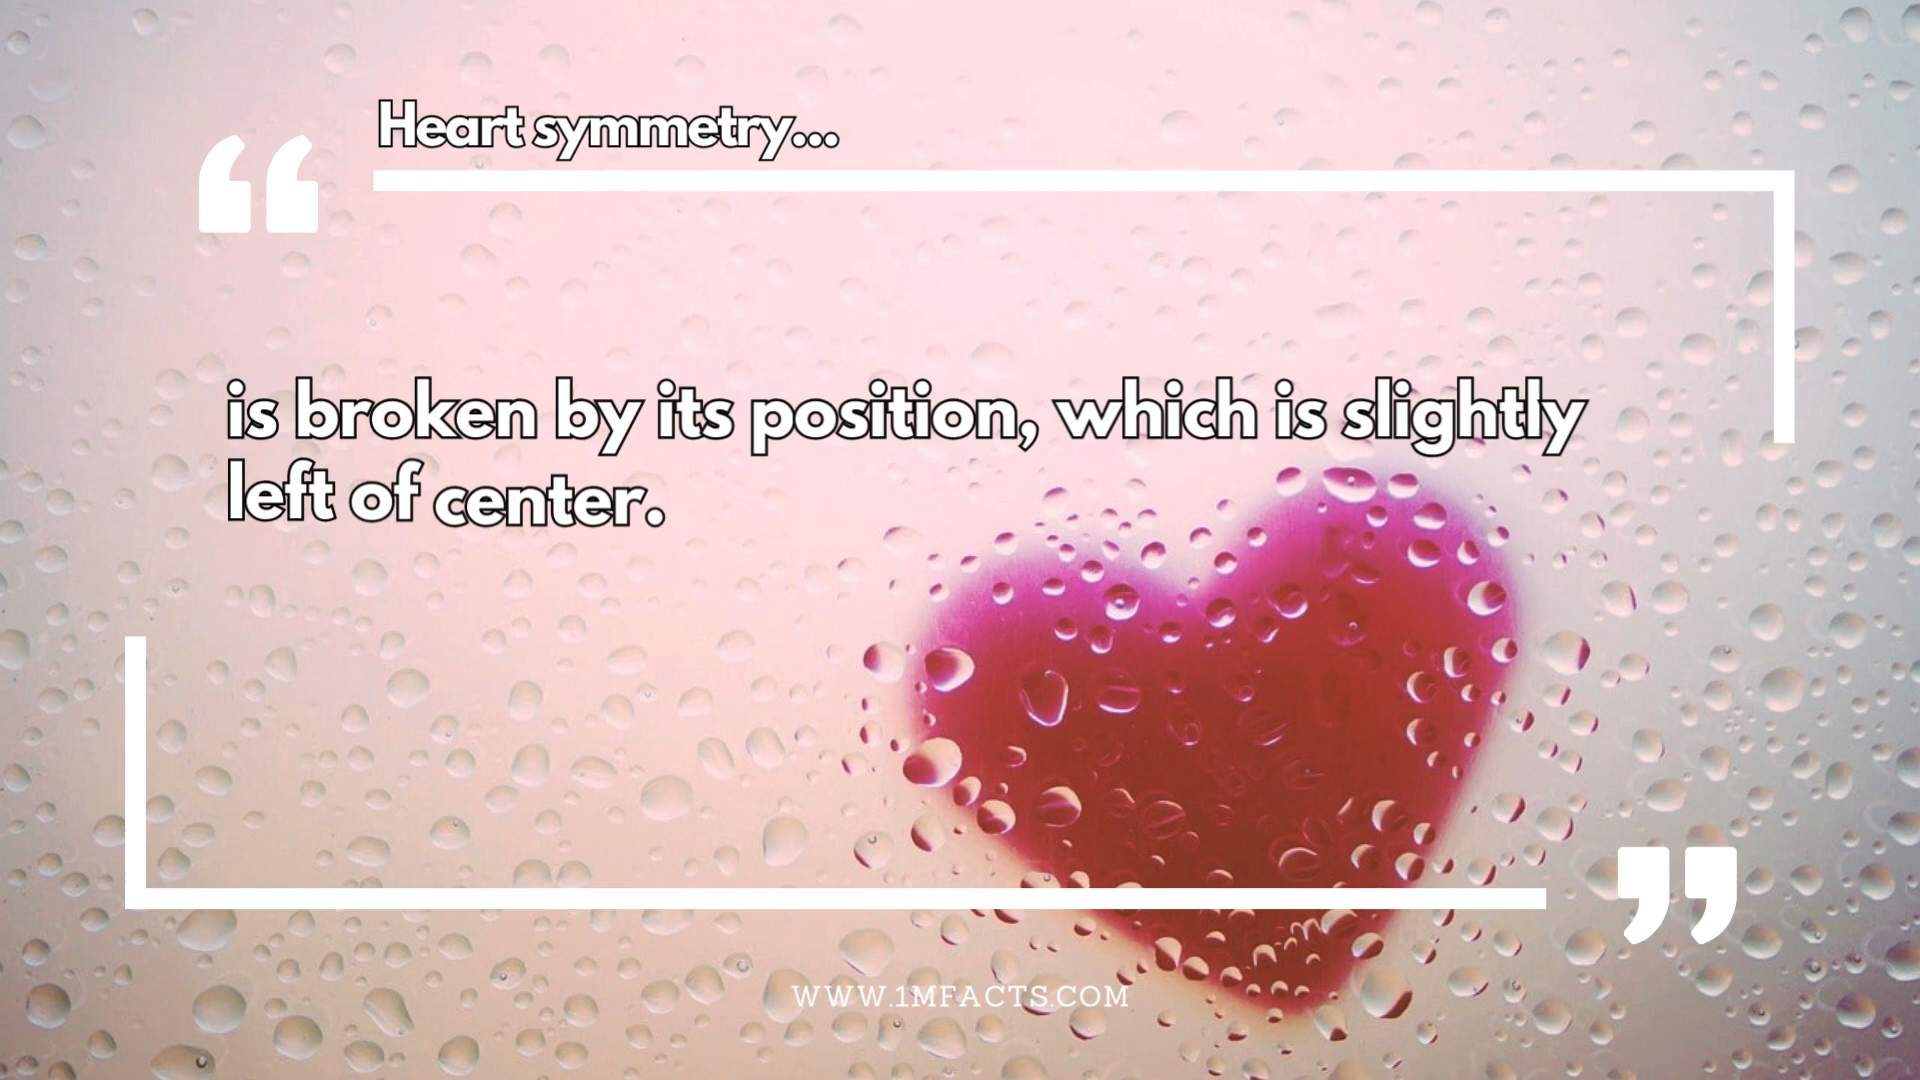 Heart symmetry...
is broken by its position, which is slightly
left of center.
WWW.1MFACTS.COM